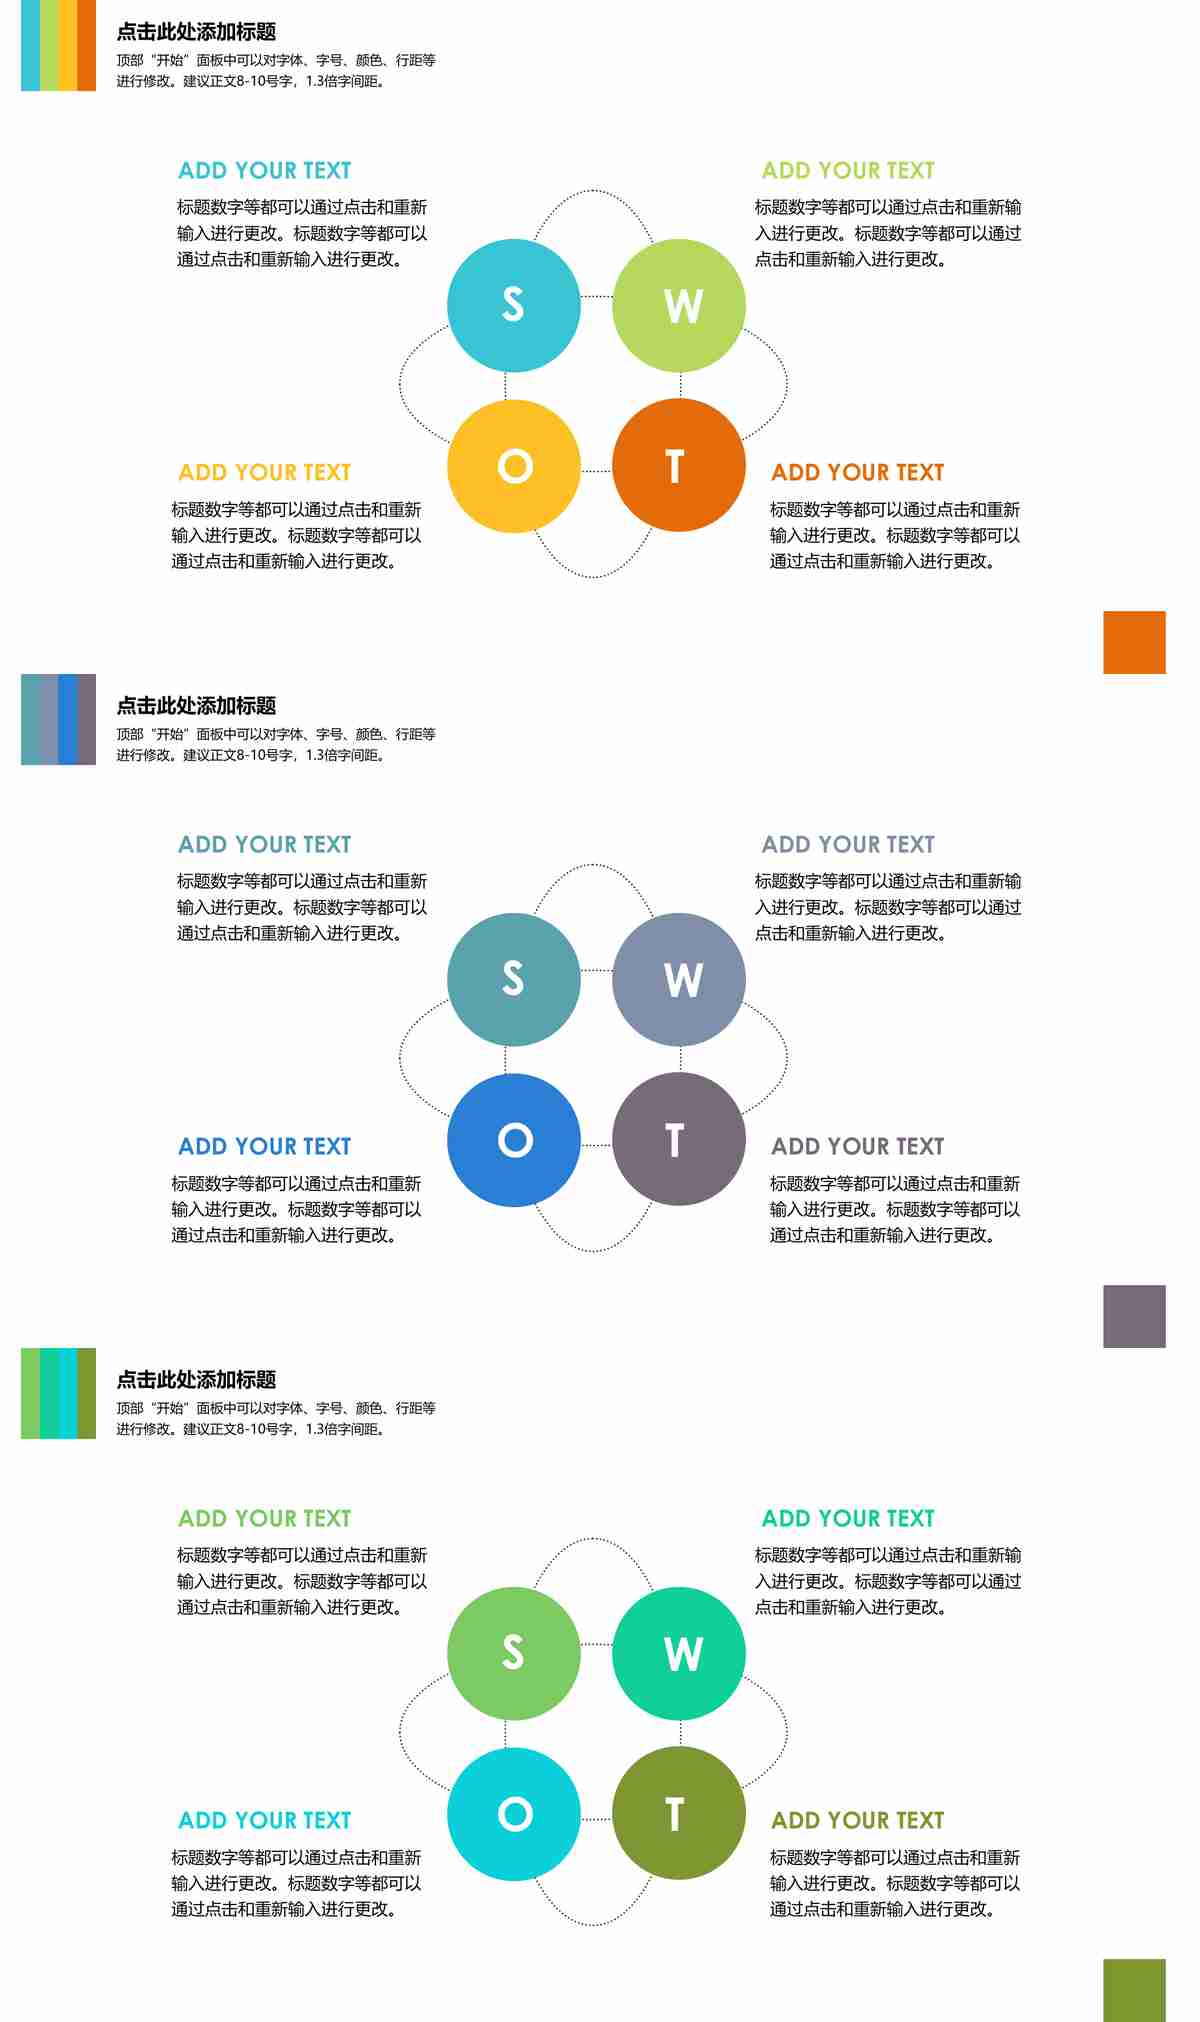 点击此处添加标题
顶部“开始”面板中可以对字体、字号、颜色、行距等
进行修改。建议正文8-10号字，1.3倍字间距。
ADD YOUR TEXT
标题数字等都可以通过点击和重新
输入进行更改。标题数字等都可以
通过点击和重新输入进行更改。
ADD YOUR TEXT
标题数字等都可以通过点击和重新输
入进行更改。标题数字等都可以通过
点击和重新输入进行更改。
S
W
O
T
ADD YOUR TEXT
标题数字等都可以通过点击和重新
输入进行更改。标题数字等都可以
通过点击和重新输入进行更改。
ADD YOUR TEXT
标题数字等都可以通过点击和重新
输入进行更改。标题数字等都可以
通过点击和重新输入进行更改。
点击此处添加标题
顶部“开始”面板中可以对字体、字号、颜色、行距等
进行修改。建议正文8-10号字，1.3倍字间距。
ADD YOUR TEXT
标题数字等都可以通过点击和重新
输入进行更改。标题数字等都可以
通过点击和重新输入进行更改。
ADD YOUR TEXT
标题数字等都可以通过点击和重新输
入进行更改。标题数字等都可以通过
点击和重新输入进行更改。
S
W
O
T
ADD YOUR TEXT
标题数字等都可以通过点击和重新
输入进行更改。标题数字等都可以
通过点击和重新输入进行更改。
ADD YOUR TEXT
标题数字等都可以通过点击和重新
输入进行更改。标题数字等都可以
通过点击和重新输入进行更改。
点击此处添加标题
顶部“开始”面板中可以对字体、字号、颜色、行距等
进行修改。建议正文8-10号字，1.3倍字间距。
ADD YOUR TEXT
标题数字等都可以通过点击和重新
输入进行更改。标题数字等都可以
通过点击和重新输入进行更改。
ADD YOUR TEXT
标题数字等都可以通过点击和重新输
入进行更改。标题数字等都可以通过
点击和重新输入进行更改。
S
W
O
T
ADD YOUR TEXT
标题数字等都可以通过点击和重新
输入进行更改。标题数字等都可以
通过点击和重新输入进行更改。
ADD YOUR TEXT
标题数字等都可以通过点击和重新
输入进行更改。标题数字等都可以
通过点击和重新输入进行更改。